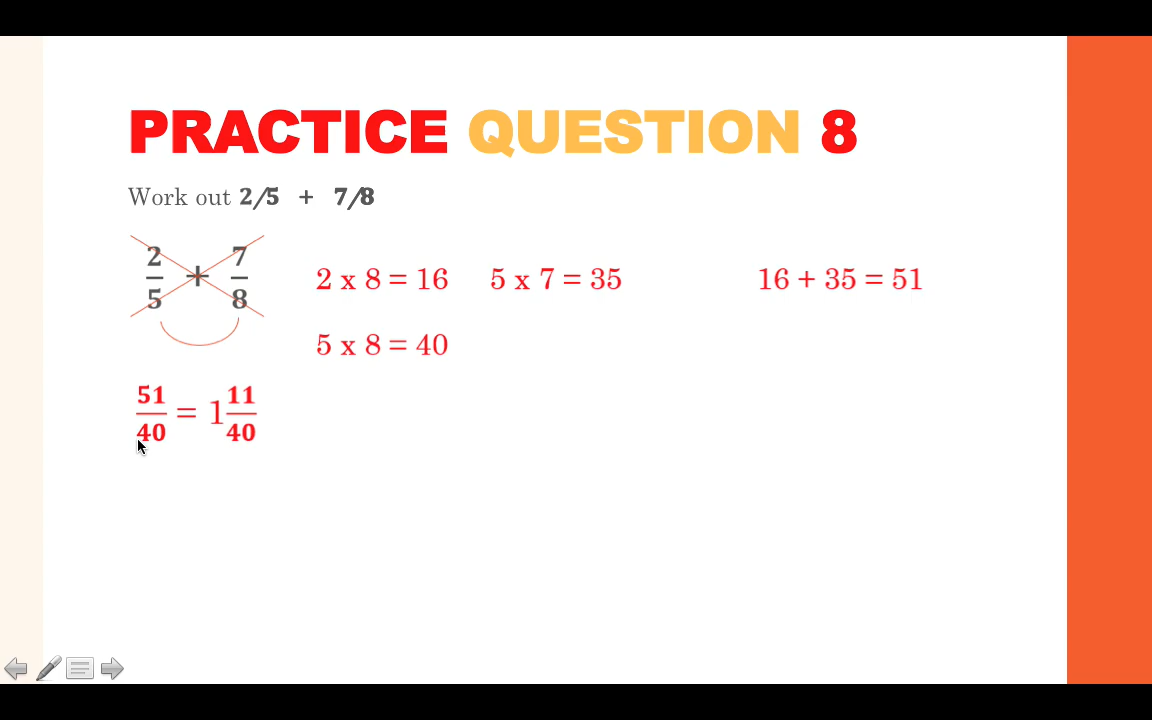 PRACTICE QUESTION 8
Work out 2/5 + 7/8
2/5 + 7/8
2 x 8 = 16 5 x 7 = 35 16 + 35 = 51
5 x 8 = 40
51/40 = 1 11/40